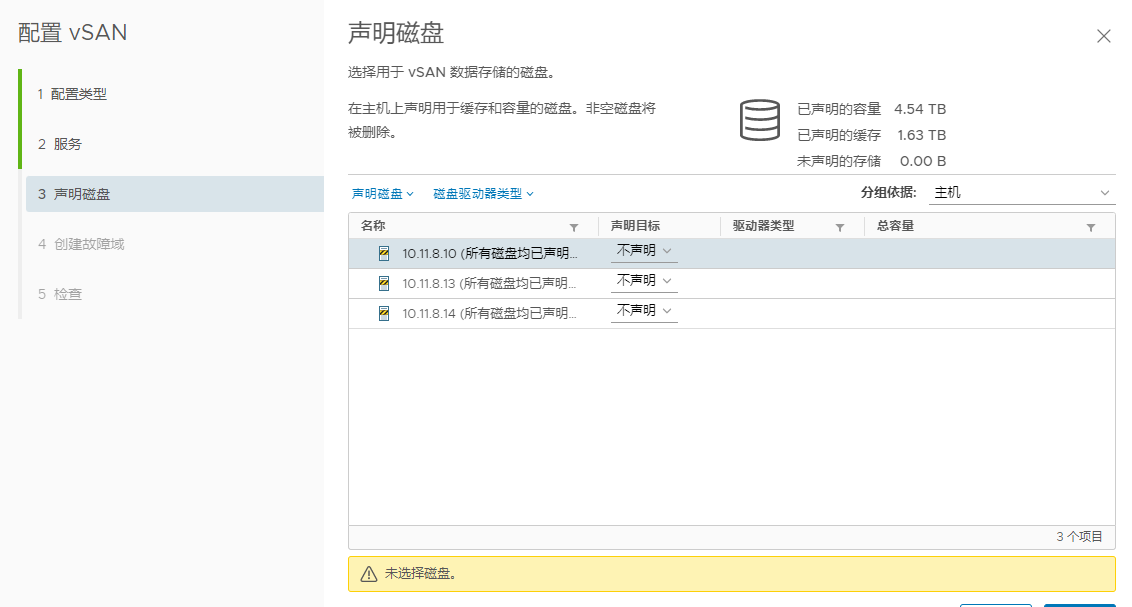 配置 vSAN
1 配置类型
2 服务
3 声明磁盘
4 创建故障域
5 检查
声明磁盘
选择用于 vSAN 数据存储的磁盘。
在主机上声明用于缓存和容量的磁盘。非空磁盘将
被删除。
已声明的容量 4.54 TB
已声明的缓存 1.63 TB
未声明的存储 0.00 B
声明磁盘 磁盘驱动器类型 分组依据: 主机
名称 声明目标 驱动器类型 总容量
10.11.8.10 (所有磁盘均已声明... 不声明
10.11.8.13 (所有磁盘均已声明... 不声明
10.11.8.14 (所有磁盘均已声明... 不声明
3 个项目
未选择磁盘。